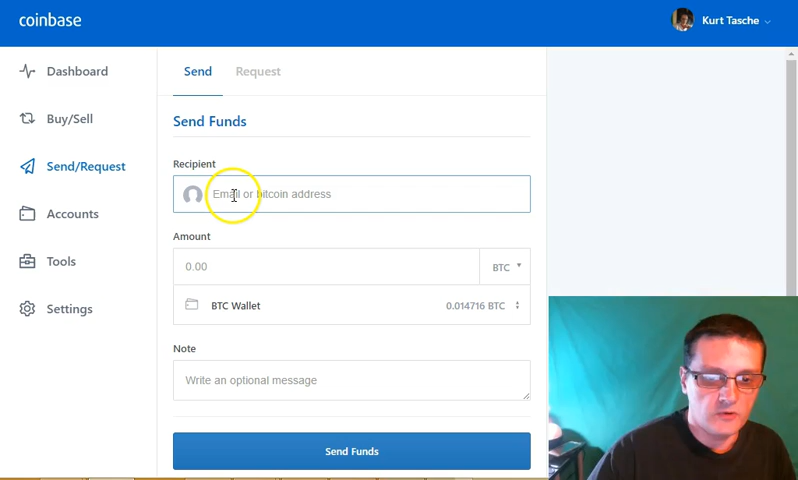 coinbase
Kurt Tasche
Dashboard
Buy/Sell
Send/Request
Accounts
Tools
Settings
Send Request
Send Funds
Recipient
Email or bitcoin address
Amount
0.00 BTC
BTC Wallet 0.014716 BTC
Note
Write an optional message
Send Funds